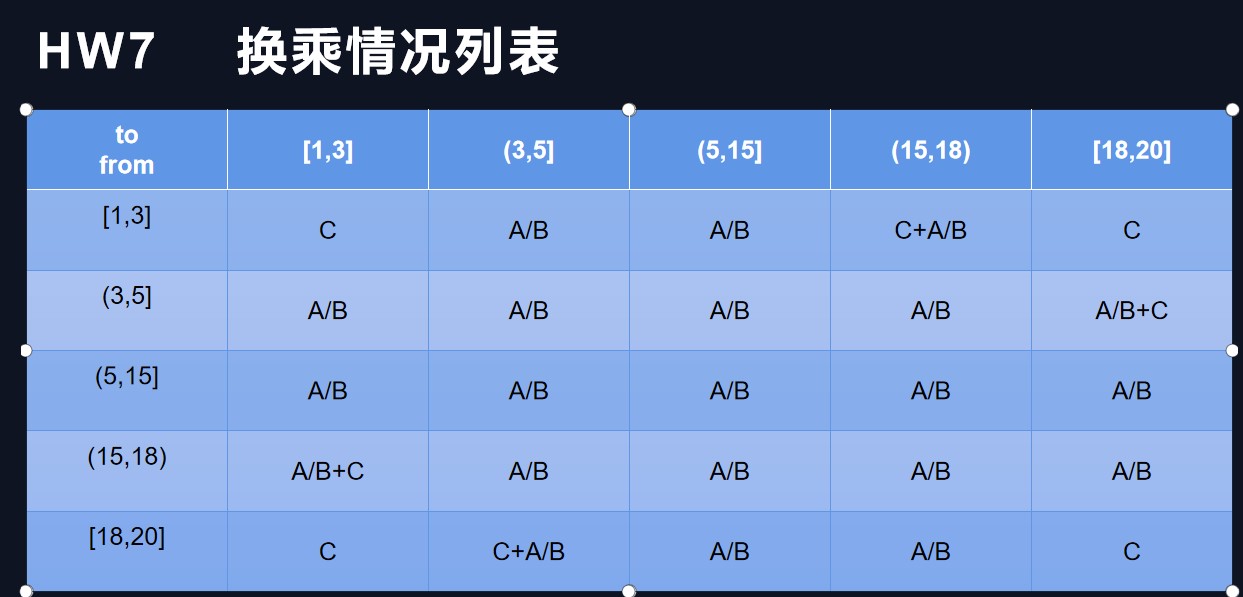 HW7 换乘情况列表
to
from
[1,3]
(3,5]
(5,15]
(15,18)
[18,20]
[1,3]
C
A/B
A/B
C+A/B
C
(3,5]
A/B
A/B
A/B
A/B
A/B+C
(5,15]
A/B
A/B
A/B
A/B
A/B
(15,18)
A/B+C
A/B
A/B
A/B
A/B
[18,20]
C
C+A/B
A/B
A/B
C